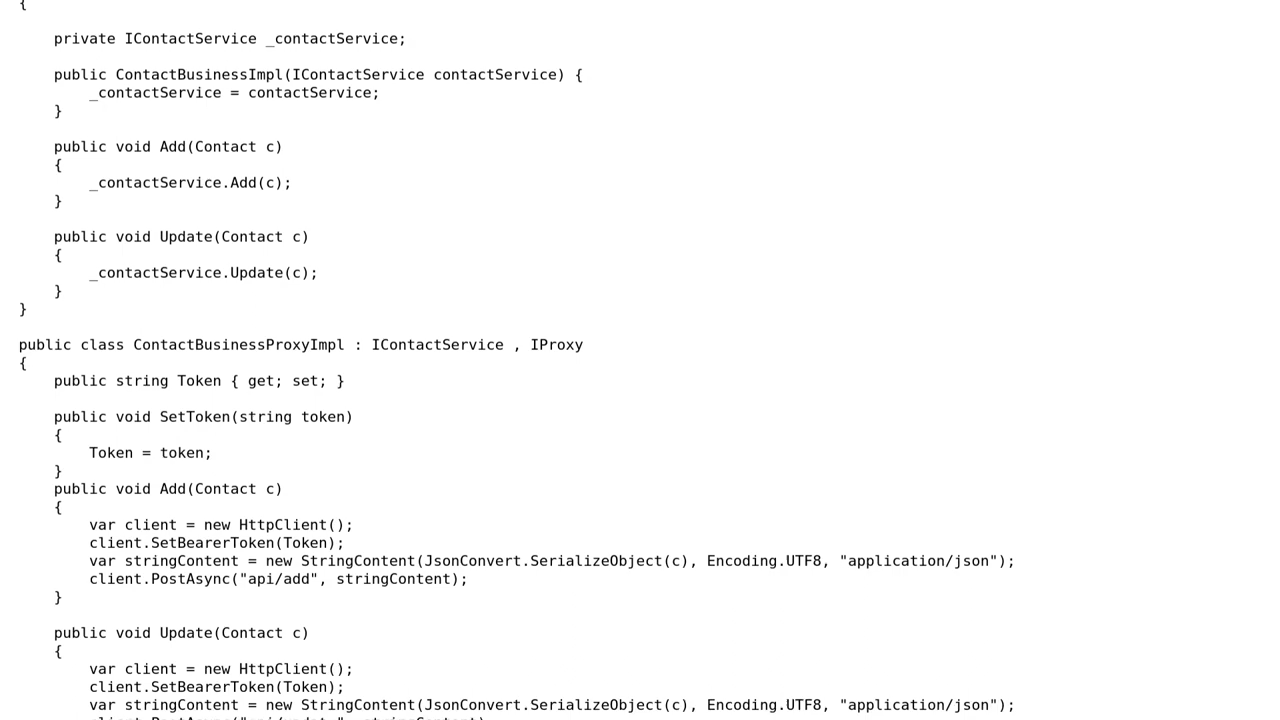 {
private IContactService _contactService;
public ContactBusinessImpl(IContactService contactService) {
_contactService = contactService;
}
public void Add(Contact c)
{
_contactService.Add(c);
}
public void Update(Contact c)
{
_contactService.Update(c);
}
}
public class ContactBusinessProxyImpl : IContactService , IProxy
{
public string Token { get; set; }
public void SetToken(string token)
{
Token = token;
}
public void Add(Contact c)
{
var client = new HttpClient();
client.SetBearerToken(Token);
var stringContent = new StringContent(JsonConvert.SerializeObject(c), Encoding.UTF8, "application/json");
client.PostAsync("api/add", stringContent);
}
public void Update(Contact c)
{
var client = new HttpClient();
client.SetBearerToken(Token);
var stringContent = new StringContent(JsonConvert.SerializeObject(c), Encoding.UTF8, "application/json");